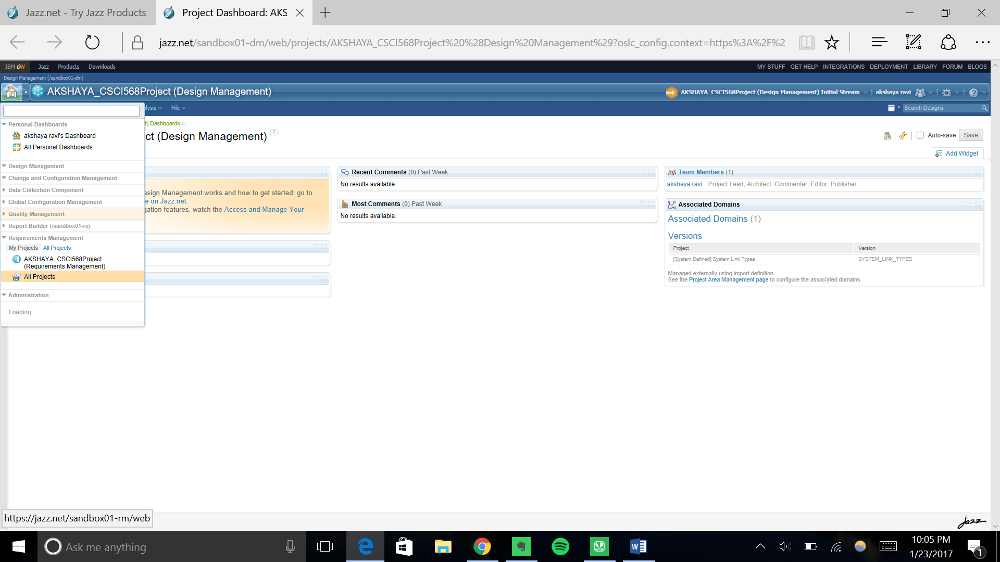 Jazz.net - Try Jazz Products
Project Dashboard: AKS
jazz.net/sandbox01-dm/web/projects/AKSHAYA_CSCI568Project%20%28Design%20Management%29?oslc_config.context=https%3A%2F%2
IBM dW Jazz Products Downloads MY STUFF GET HELP INTEGRATIONS DEPLOYMENT LIBRARY FORUM BLOGS
Design Management (/sandbox01-dm)
AKSHAYA_CSCI568Project (Design Management) AKSHAYA_CSCI568Project (Design Management) Initial Stream akshaya ravi
lysis File Search Designs
t) Dashboards >
ct (Design Management) ? Auto-save Save
Add Widget
Personal Dashboards
akshaya ravi's Dashboard
All Personal Dashboards
Design Management
Change and Configuration Management
Data Collection Component
Global Configuration Management
Quality Management
Report Builder (/sandbox01-rs)
Requirements Management
My Projects All Projects
AKSHAYA_CSCI568Project
(Requirements Management)
All Projects
Administration
Loading...
esign Management works and how to get started, go to
e on Jazz.net.
gation features, watch the Access and Manage Your
Recent Comments (0) Past Week
No results available.
Most Comments (0) Past Week
No results available.
Team Members (1)
akshaya ravi Project Lead, Architect, Commenter, Editor, Publisher
Associated Domains
Associated Domains (1)
Versions
Project Version
[System Defined] System Link Types SYSTEM_LINK_TYPES
Managed externally using import definition.
See the Project Area Management page to configure the associated domains.
https://jazz.net/sandbox01-rm/web
jazz
Ask me anything
10:05 PM
1/23/2017
1